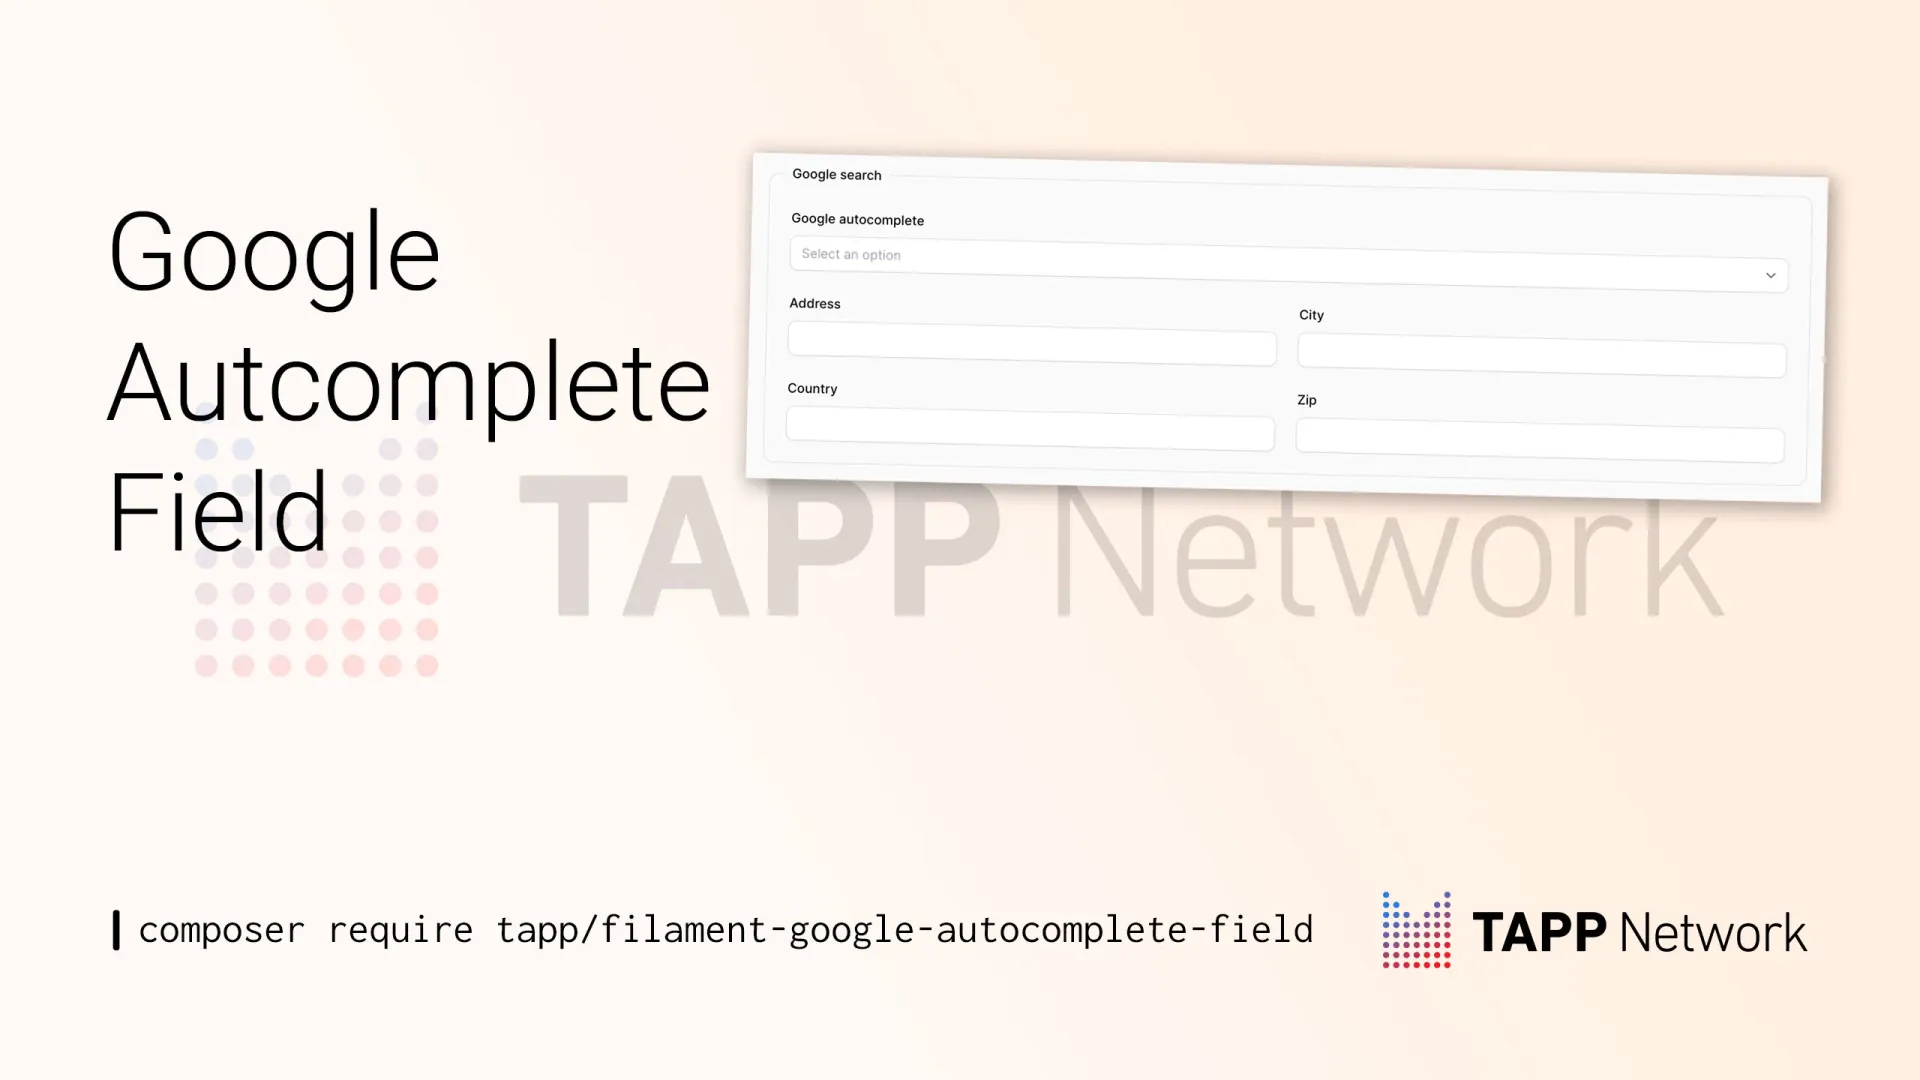 Google
Autcomplete
Field
Google search
Google autocomplete
Select an option
Address
City
Country
Zip
TAPP Network
composer require tapp/filament-google-autocomplete-field
TAPP Network